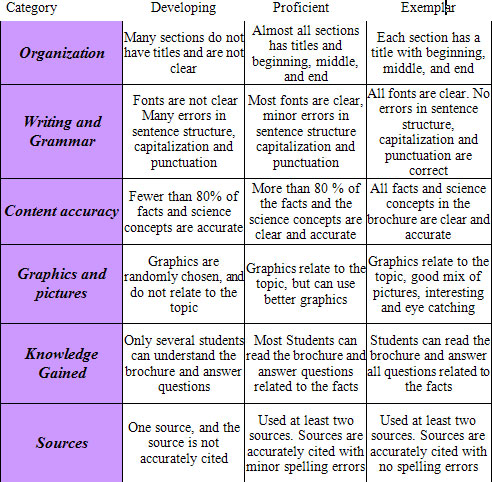 Category Developing Proficient Exemplar
Organization
Many sections do not
have titles and are not
clear
Almost all sections
has titles and
beginning, middle,
and end
Each section has a
title with beginning,
middle, and end
Writing and
Grammar
Fonts are not clear
Many errors in
sentence structure,
capitalization and
punctuation
Most fonts are clear,
minor errors in
sentence structure
capitalization and
punctuation
All fonts are clear. No
errors in sentence
structure,
capitalization and
punctuation are
correct
Content accuracy
Fewer than 80% of
facts and science
concepts are accurate
More than 80 % of
the facts and the
science concepts are
clear and accurate
All facts and science
concepts in the
brochure are clear and
accurate
Graphics and
pictures
Graphics are
randomly chosen, and
do not relate to the
topic
Graphics relate to the
topic, but can use
better graphics
Graphics relate to the
topic, good mix of
pictures, interesting
and eye catching
Knowledge
Gained
Only several students
can understand the
brochure and answer
questions
Most Students can
read the brochure and
answer questions
related to the facts
Students can read the
brochure and answer
all questions related to
the facts
Sources
One source, and the
source is not
accurately cited
Used at least two
sources. Sources are
accurately cited with
minor spelling errors
Used at least two
sources. Sources are
accurately cited with
no spelling errors